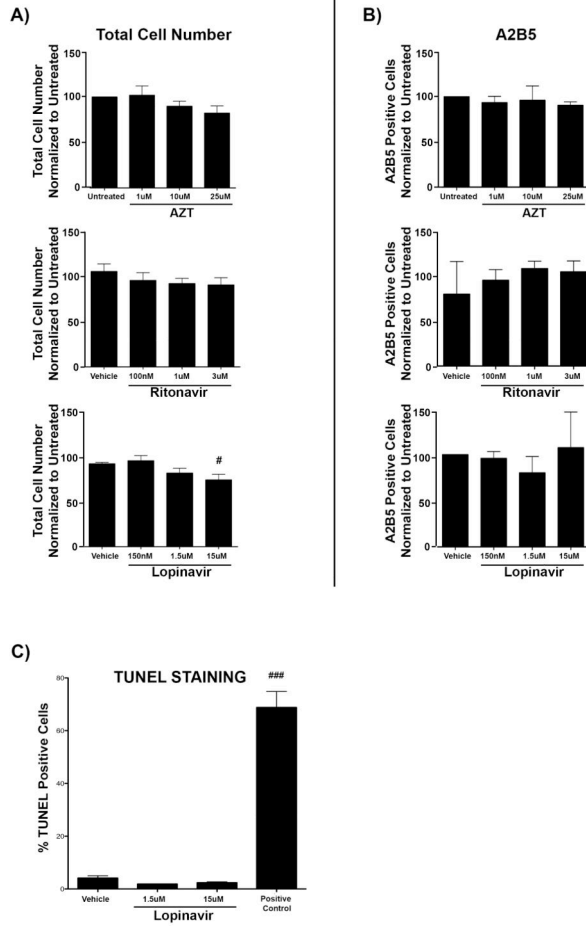 A)
Total Cell Number
Total Cell Number
Normalized to Untreated
150
100
50
0
Untreated 1uM 10uM 25uM
AZT
Total Cell Number
Normalized to Untreated
150
100
50
0
Vehicle 100nM 1uM 3uM
Ritonavir
Total Cell Number
Normalized to Untreated
150
100
50
0
#
Vehicle 150nM 1.5uM 15uM
Lopinavir
B)
A2B5
A2B5 Positive Cells
Normalized to Untreated
150
100
50
0
Untreated 1uM 10uM 25uM
AZT
A2B5 Positive Cells
Normalized to Untreated
150
100
50
0
Vehicle 100nM 1uM 3uM
Ritonavir
A2B5 Positive Cells
Normalized to Untreated
150
100
50
0
Vehicle 150nM 1.5uM 15uM
Lopinavir
C)
TUNEL STAINING
% TUNEL Positive Cells
80
60
40
20
0
###
Vehicle 1.5uM 15uM Positive
Control
Lopinavir